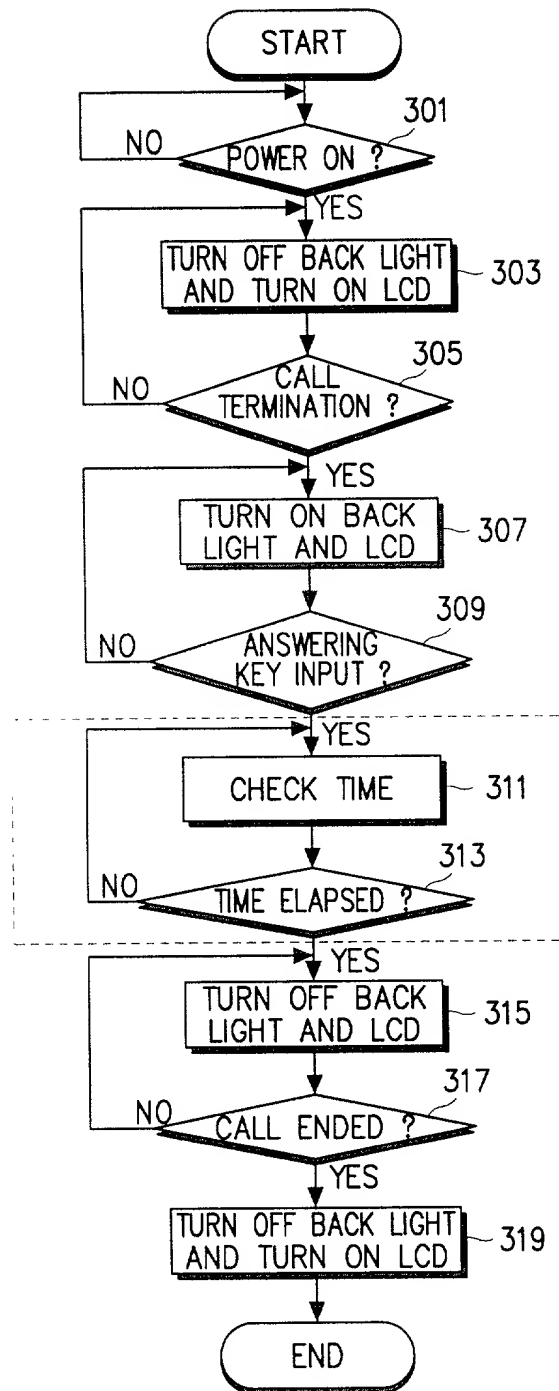 START
301
NO
POWER ON ?
YES
TURN OFF BACK LIGHT
AND TURN ON LCD
303
305
NO
CALL
TERMINATION ?
YES
TURN ON BACK
LIGHT AND LCD
307
309
NO
ANSWERING
KEY INPUT ?
YES
CHECK TIME
311
313
NO
TIME ELAPSED ?
YES
TURN OFF BACK
LIGHT AND LCD
315
317
NO
CALL ENDED ?
YES
TURN OFF BACK LIGHT
AND TURN ON LCD
319
END